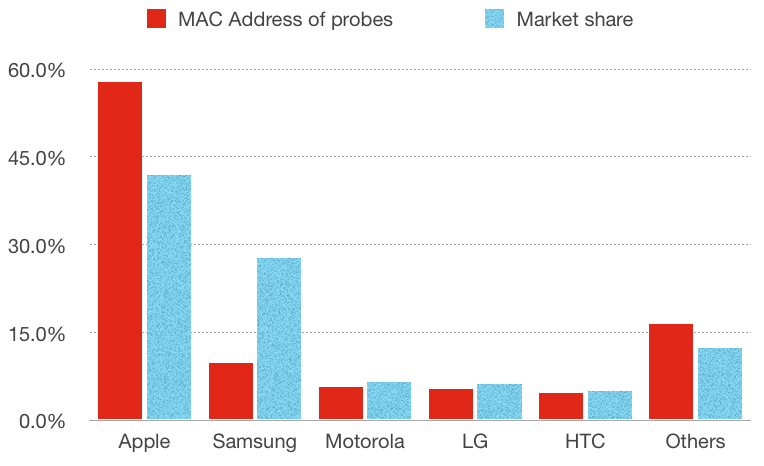 MAC Address of probes Market share
60.0%
45.0%
30.0%
15.0%
0.0%
Apple Samsung Motorola LG HTC Others